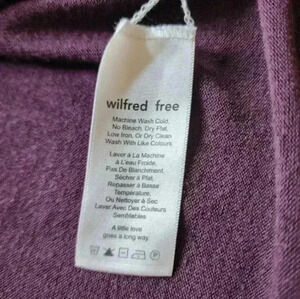 wilfred free
Machine Wash Cold,
No Bleach, Dry Flat,
Low Iron, Or Dry Clean
Wash With Like Colours
Laver à La Machine
à L'eau Froide,
Pas De Blanchiment,
Sécher à Plat,
Repasser à Basse
Température,
Ou Nettoyer à Sec
Laver Avec Des Couleurs
Semblables
A little love
goes a long way.